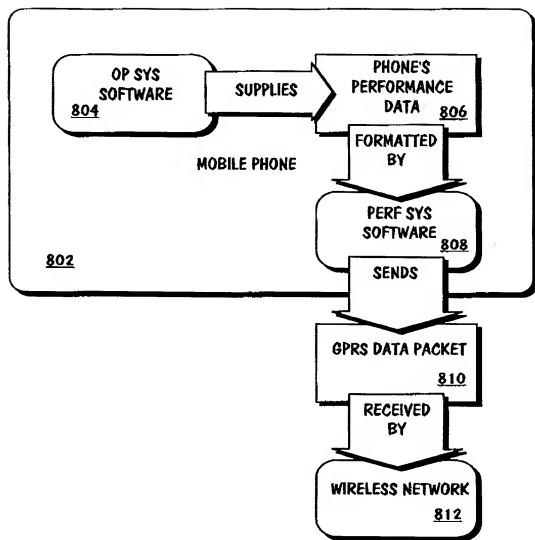 OP SYS
SOFTWARE
804
SUPPLIES
PHONE'S
PERFORMANCE
DATA
806
FORMATTED
BY
MOBILE PHONE
PERF SYS
SOFTWARE
808
802
SENDS
GPRS DATA PACKET
810
RECEIVED
BY
WIRELESS NETWORK
812